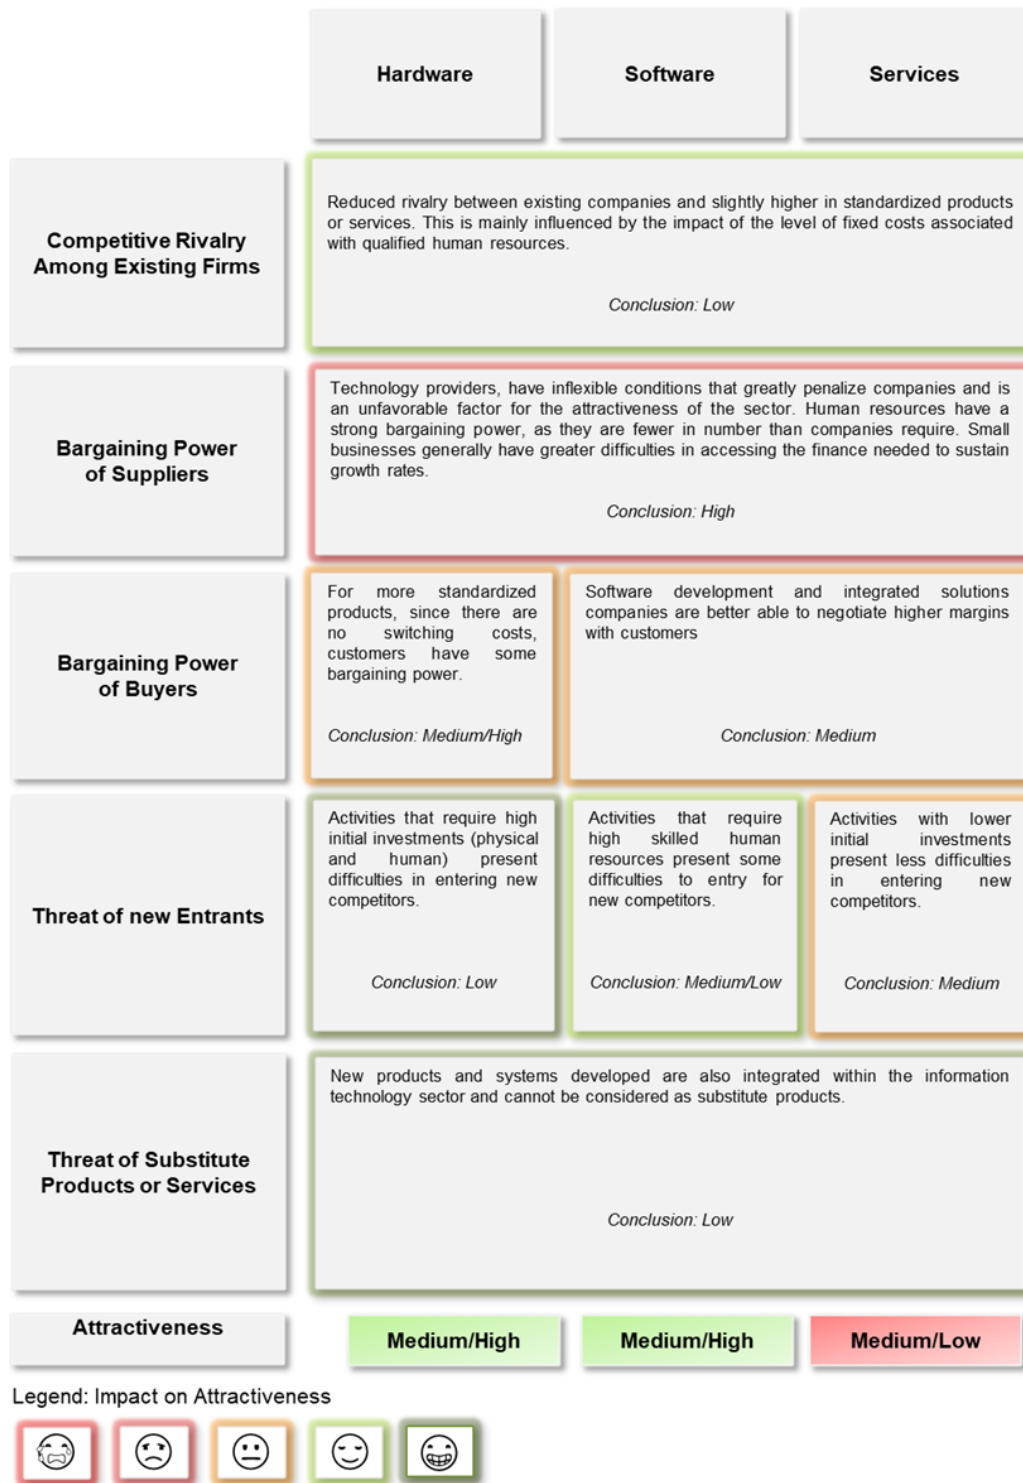 Hardware
Software
Services
Competitive Rivalry
Among Existing Firms
Reduced rivalry between existing companies and slightly higher in standardized products
or services. This is mainly influenced by the impact of the level of fixed costs associated
with qualified human resources.
Conclusion: Low
Bargaining Power
of Suppliers
Technology providers, have inflexible conditions that greatly penalize companies and is
an unfavorable factor for the attractiveness of the sector. Human resources have a
strong bargaining power, as they are fewer in number than companies require. Small
businesses generally have greater difficulties in accessing the finance needed to sustain
growth rates.
Conclusion: High
Bargaining Power
of Buyers
For more standardized
products, since there are
no switching costs,
customers have some
bargaining power.
Conclusion: Medium/High
Software development and integrated solutions
companies are better able to negotiate higher margins
with customers
Conclusion: Medium
Threat of new Entrants
Activities that require high
initial investments (physical
and human) present
difficulties in entering new
competitors.
Conclusion: Low
Activities that require
high skilled human
resources present some
difficulties to entry for
new competitors.
Conclusion: Medium/Low
Activities with lower
initial investments
present less difficulties
in entering new
competitors.
Conclusion: Medium
Threat of Substitute
Products or Services
New products and systems developed are also integrated within the information
technology sector and cannot be considered as substitute products.
Conclusion: Low
Attractiveness
Medium/High
Medium/High
Medium/Low
Legend: Impact on Attractiveness